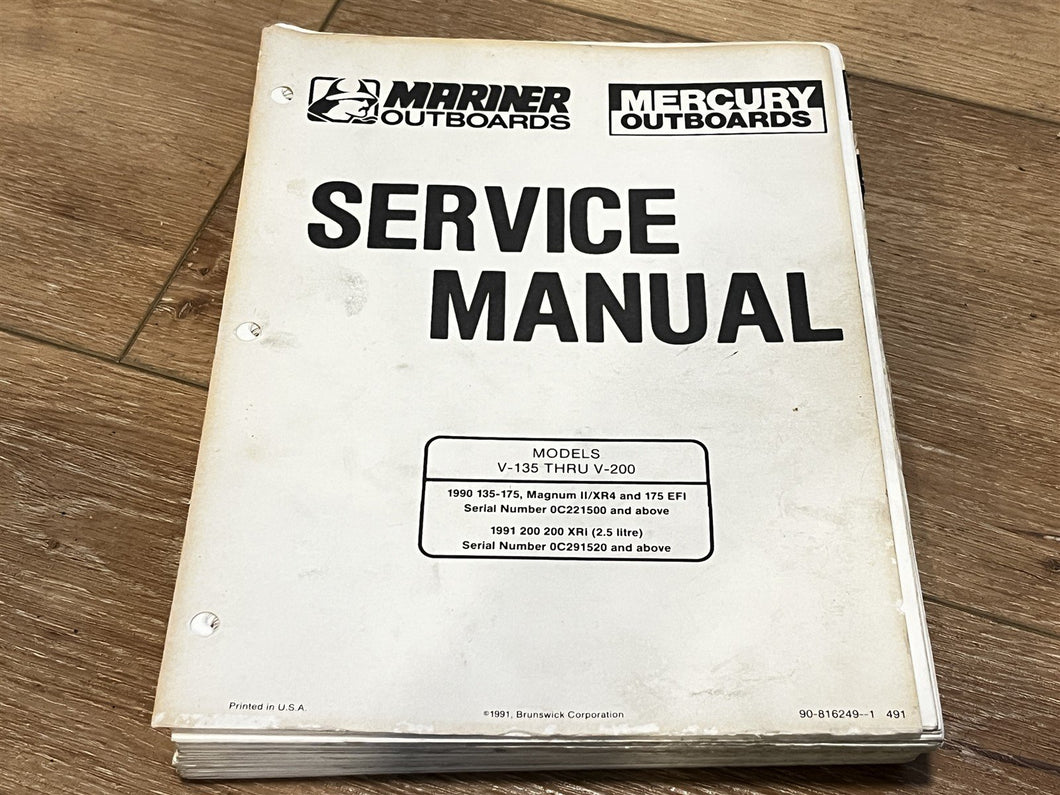 MARINER MERCURY
OUTBOARDS OUTBOARDS
SERVICE
MANUAL
MODELS
V-135 THRU V-200
1990 135-175, Magnum II/XR4 and 175 EFI
Serial Number 0C221500 and above
1991 200 200 XRi (2.5 litre)
Serial Number 0C291520 and above
Printed in U.S.A. ©1991, Brunswick Corporation 90-816249--1 491